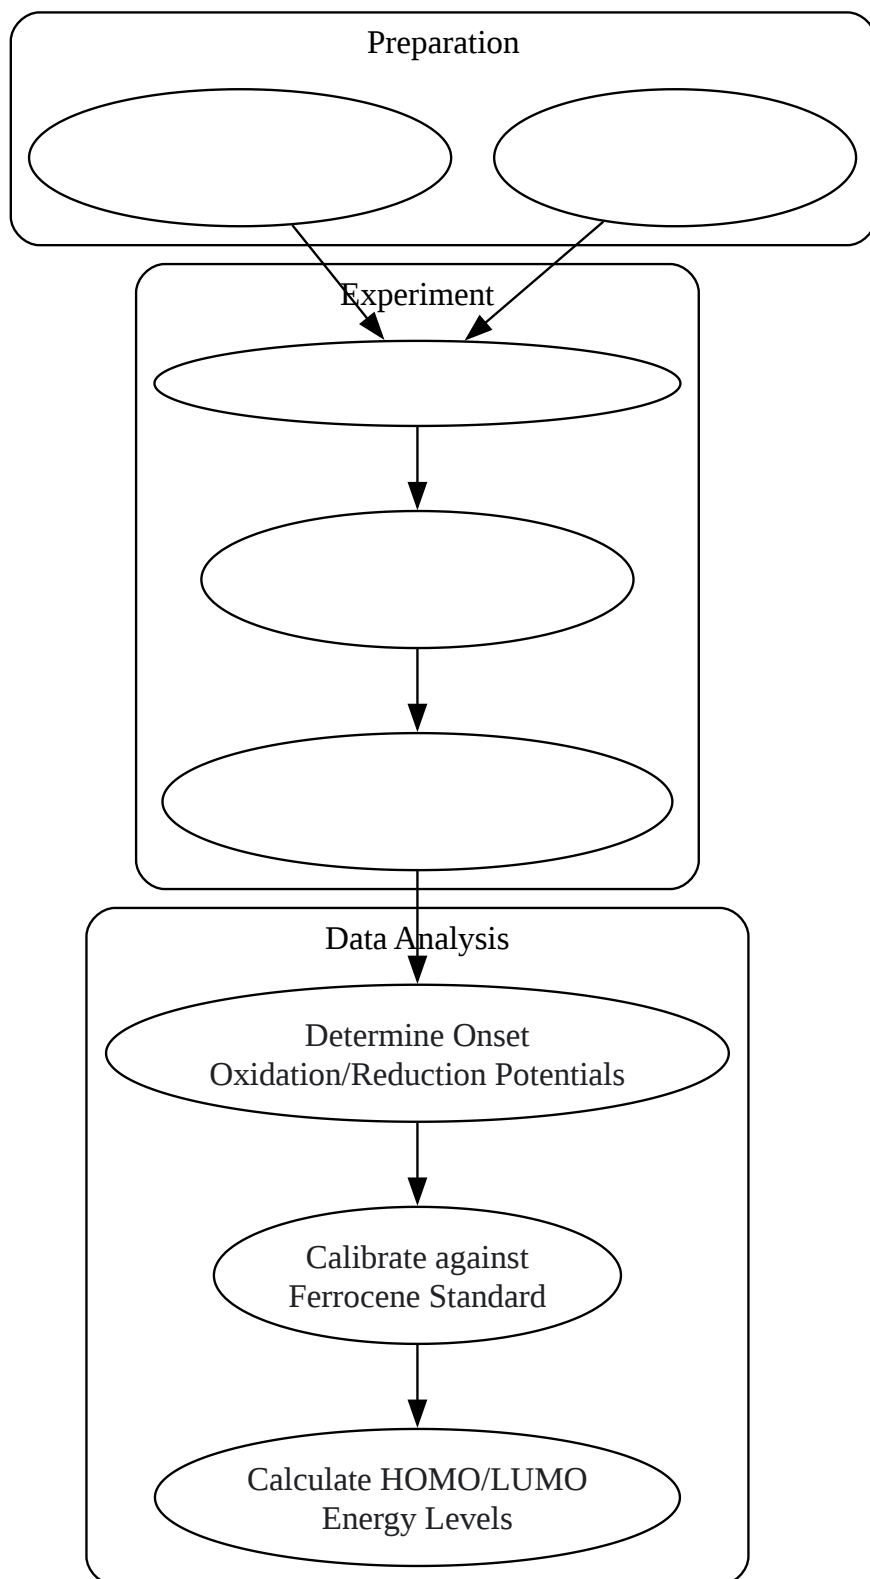 Preparation
Experiment
Data Analysis
Determine Onset
Oxidation/Reduction Potentials
Calibrate against
Ferrocene Standard
Calculate HOMO/LUMO
Energy Levels